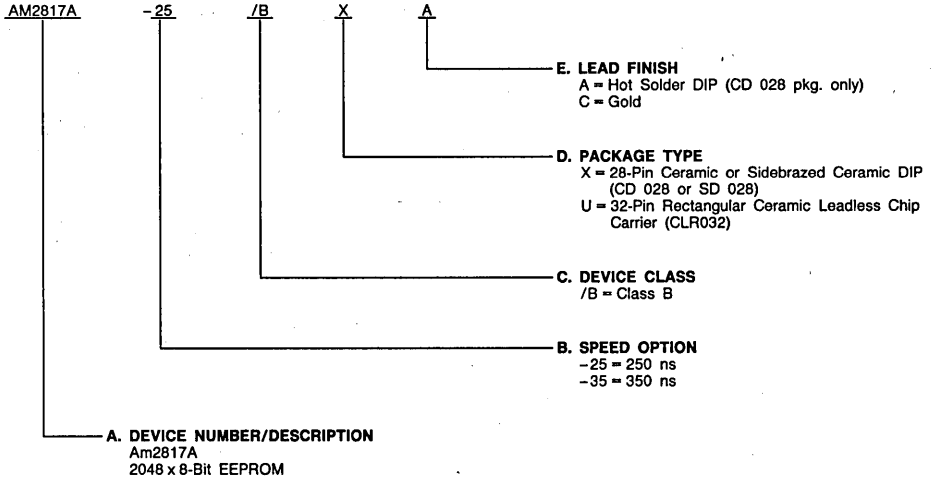 AM2817A -25 /B X A
E. LEAD FINISH
A = Hot Solder DIP (CD 028 pkg. only)
C = Gold
D. PACKAGE TYPE
X = 28-Pin Ceramic or Sidebrazed Ceramic DIP
(CD 028 or SD 028)
U = 32-Pin Rectangular Ceramic Leadless Chip
Carrier (CLR032)
C. DEVICE CLASS
/B = Class B
B. SPEED OPTION
-25 = 250 ns
-35 = 350 ns
A. DEVICE NUMBER/DESCRIPTION
Am2817A
2048 x 8-Bit EEPROM